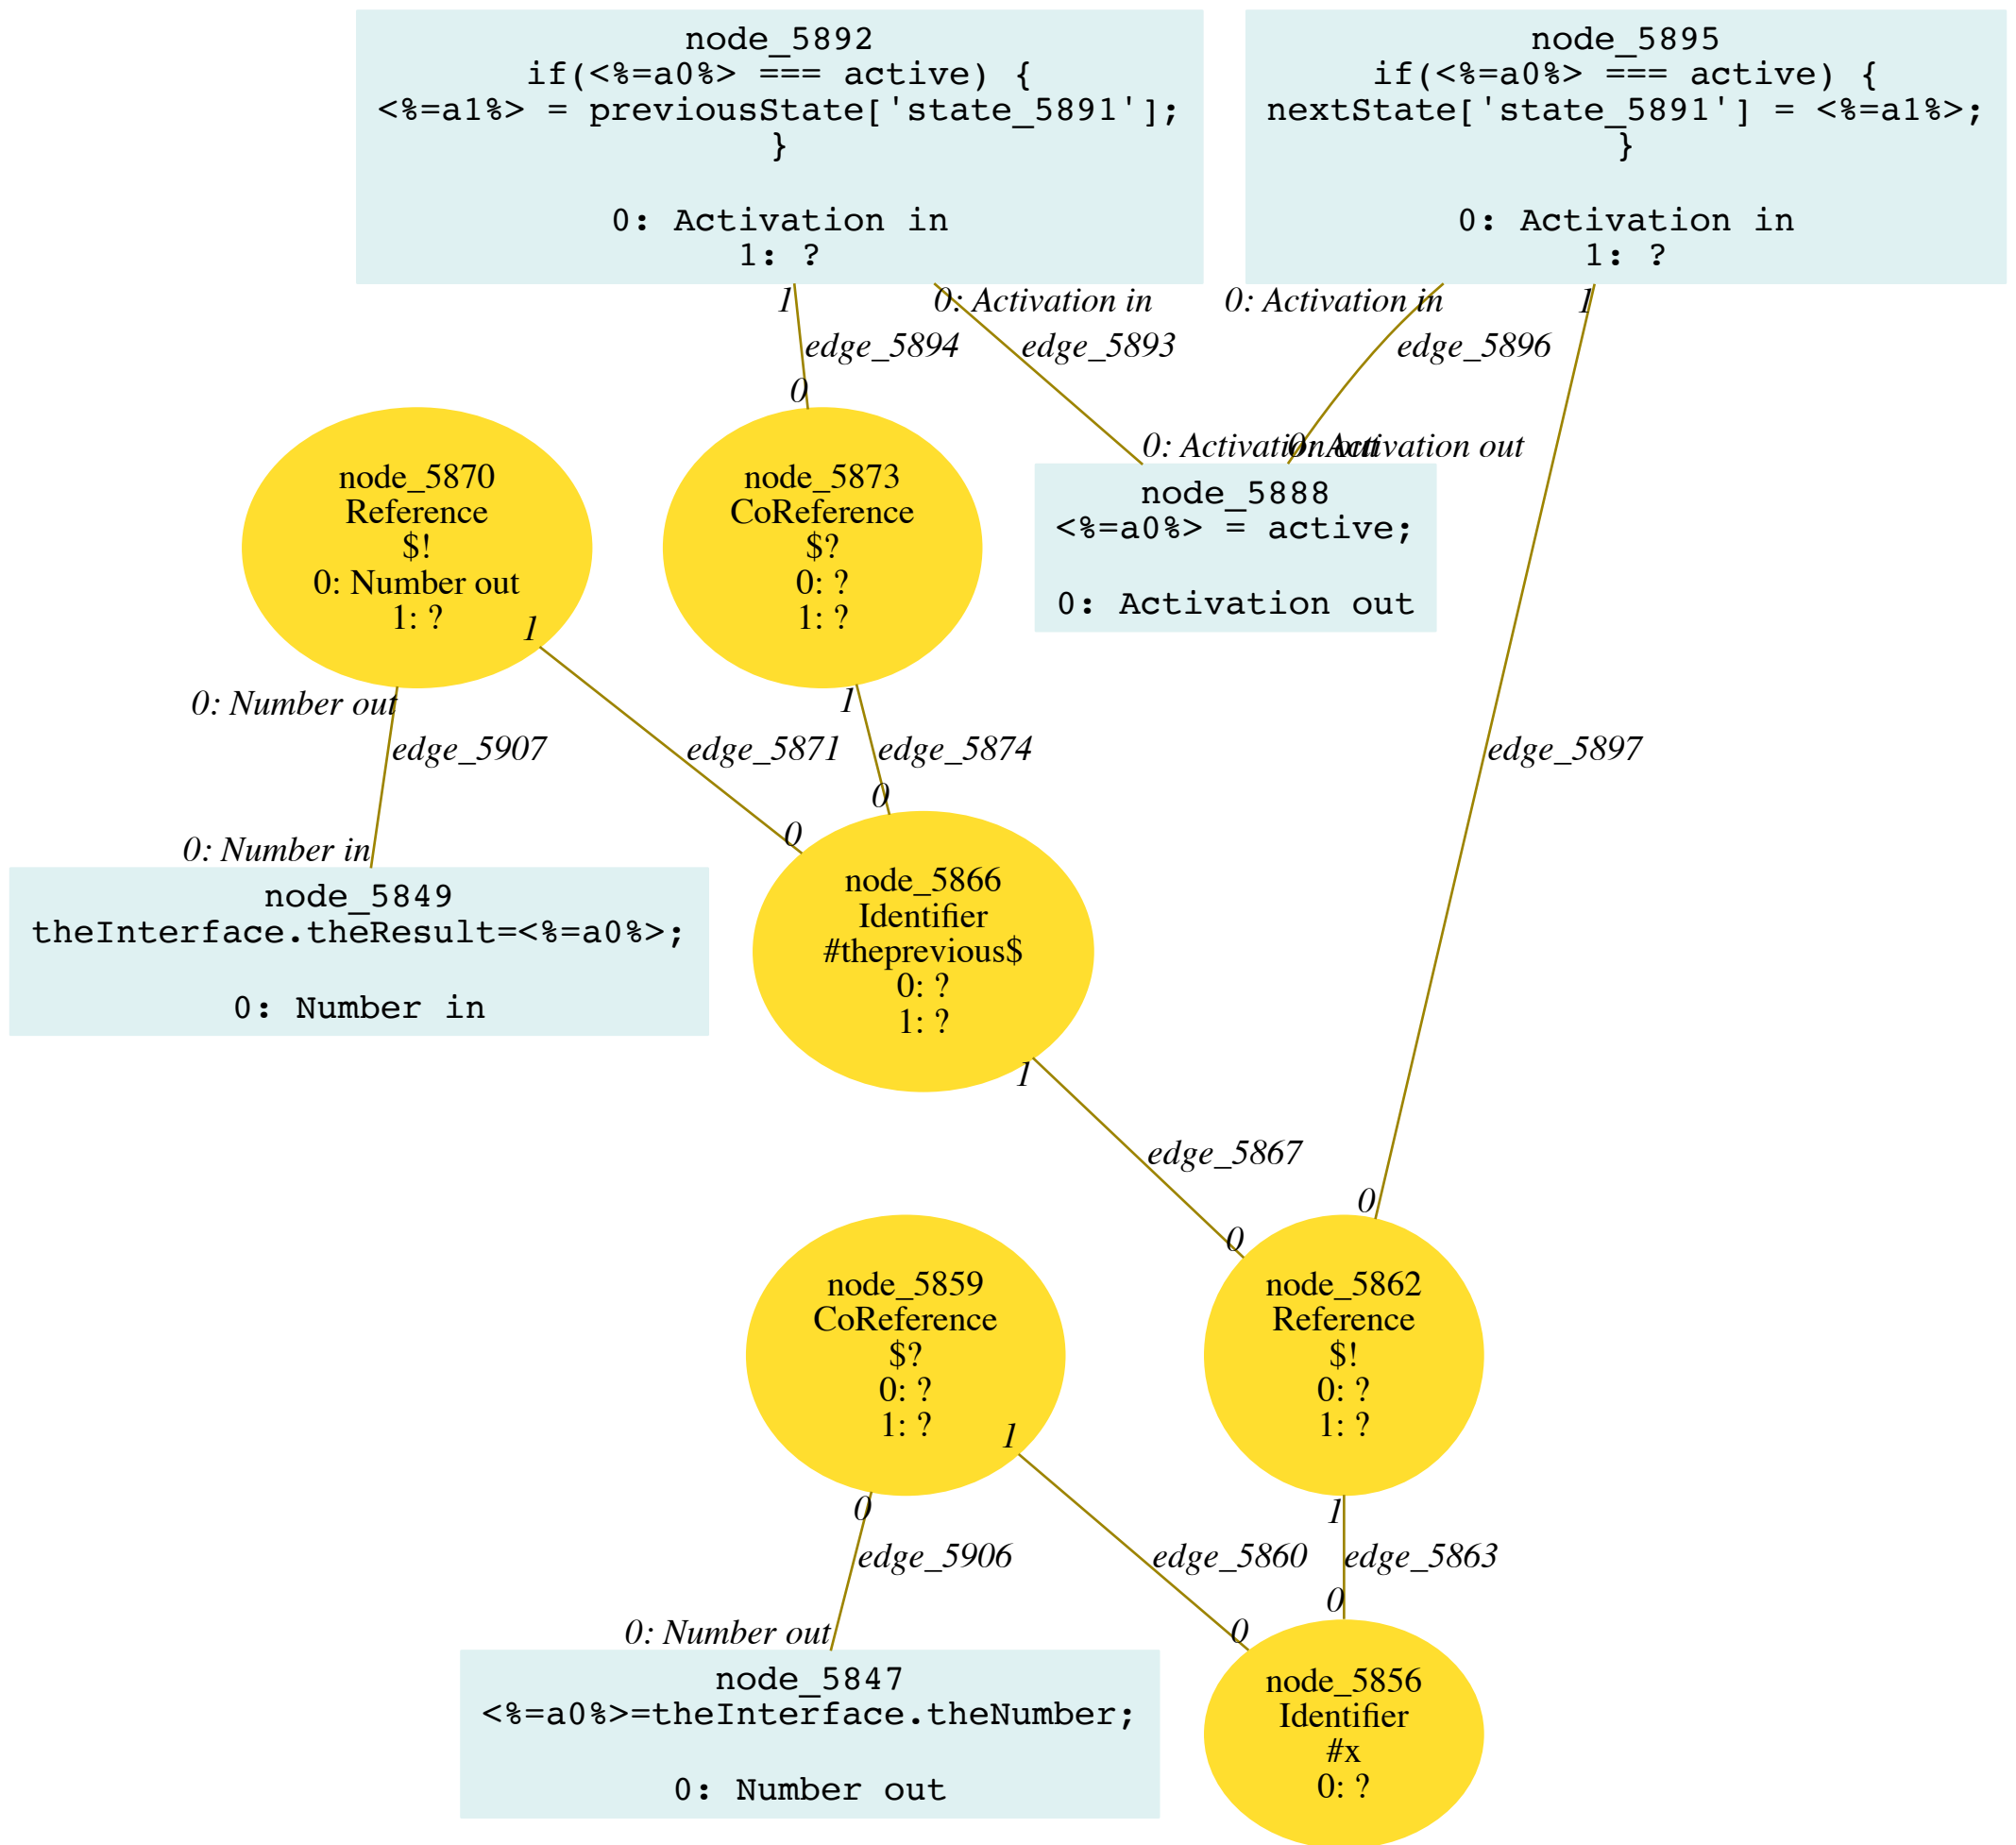 node_5892
if(<%=a0%> === active) {
<%=a1%> = previousState['state_5891'];
}
0: Activation in
1: ?
node_5895
if(<%=a0%> === active) {
nextState['state_5891'] = <%=a1%>;
}
0: Activation in
1: ?
1
0: Activation in
0: Activation in
1
edge_5894
edge_5893
edge_5896
0
0: Activation out
0: Activation out
node_5870
Reference
$!
0: Number out
1: ?
1
node_5873
CoReference
$?
0: ?
1: ?
node_5888
<%=a0%> = active;
0: Activation out
0: Number out
1
edge_5907
edge_5871
edge_5874
edge_5897
0
0
0: Number in
node_5849
theInterface.theResult=<%=a0%>;
0: Number in
node_5866
Identifier
#theprevious$
0: ?
1: ?
1
edge_5867
0
0
node_5859
CoReference
$?
0: ?
1: ?
1
node_5862
Reference
$!
0: ?
1: ?
0
1
edge_5906
edge_5860
edge_5863
0
0: Number out
0
node_5847
<%=a0%>=theInterface.theNumber;
0: Number out
node_5856
Identifier
#x
0: ?